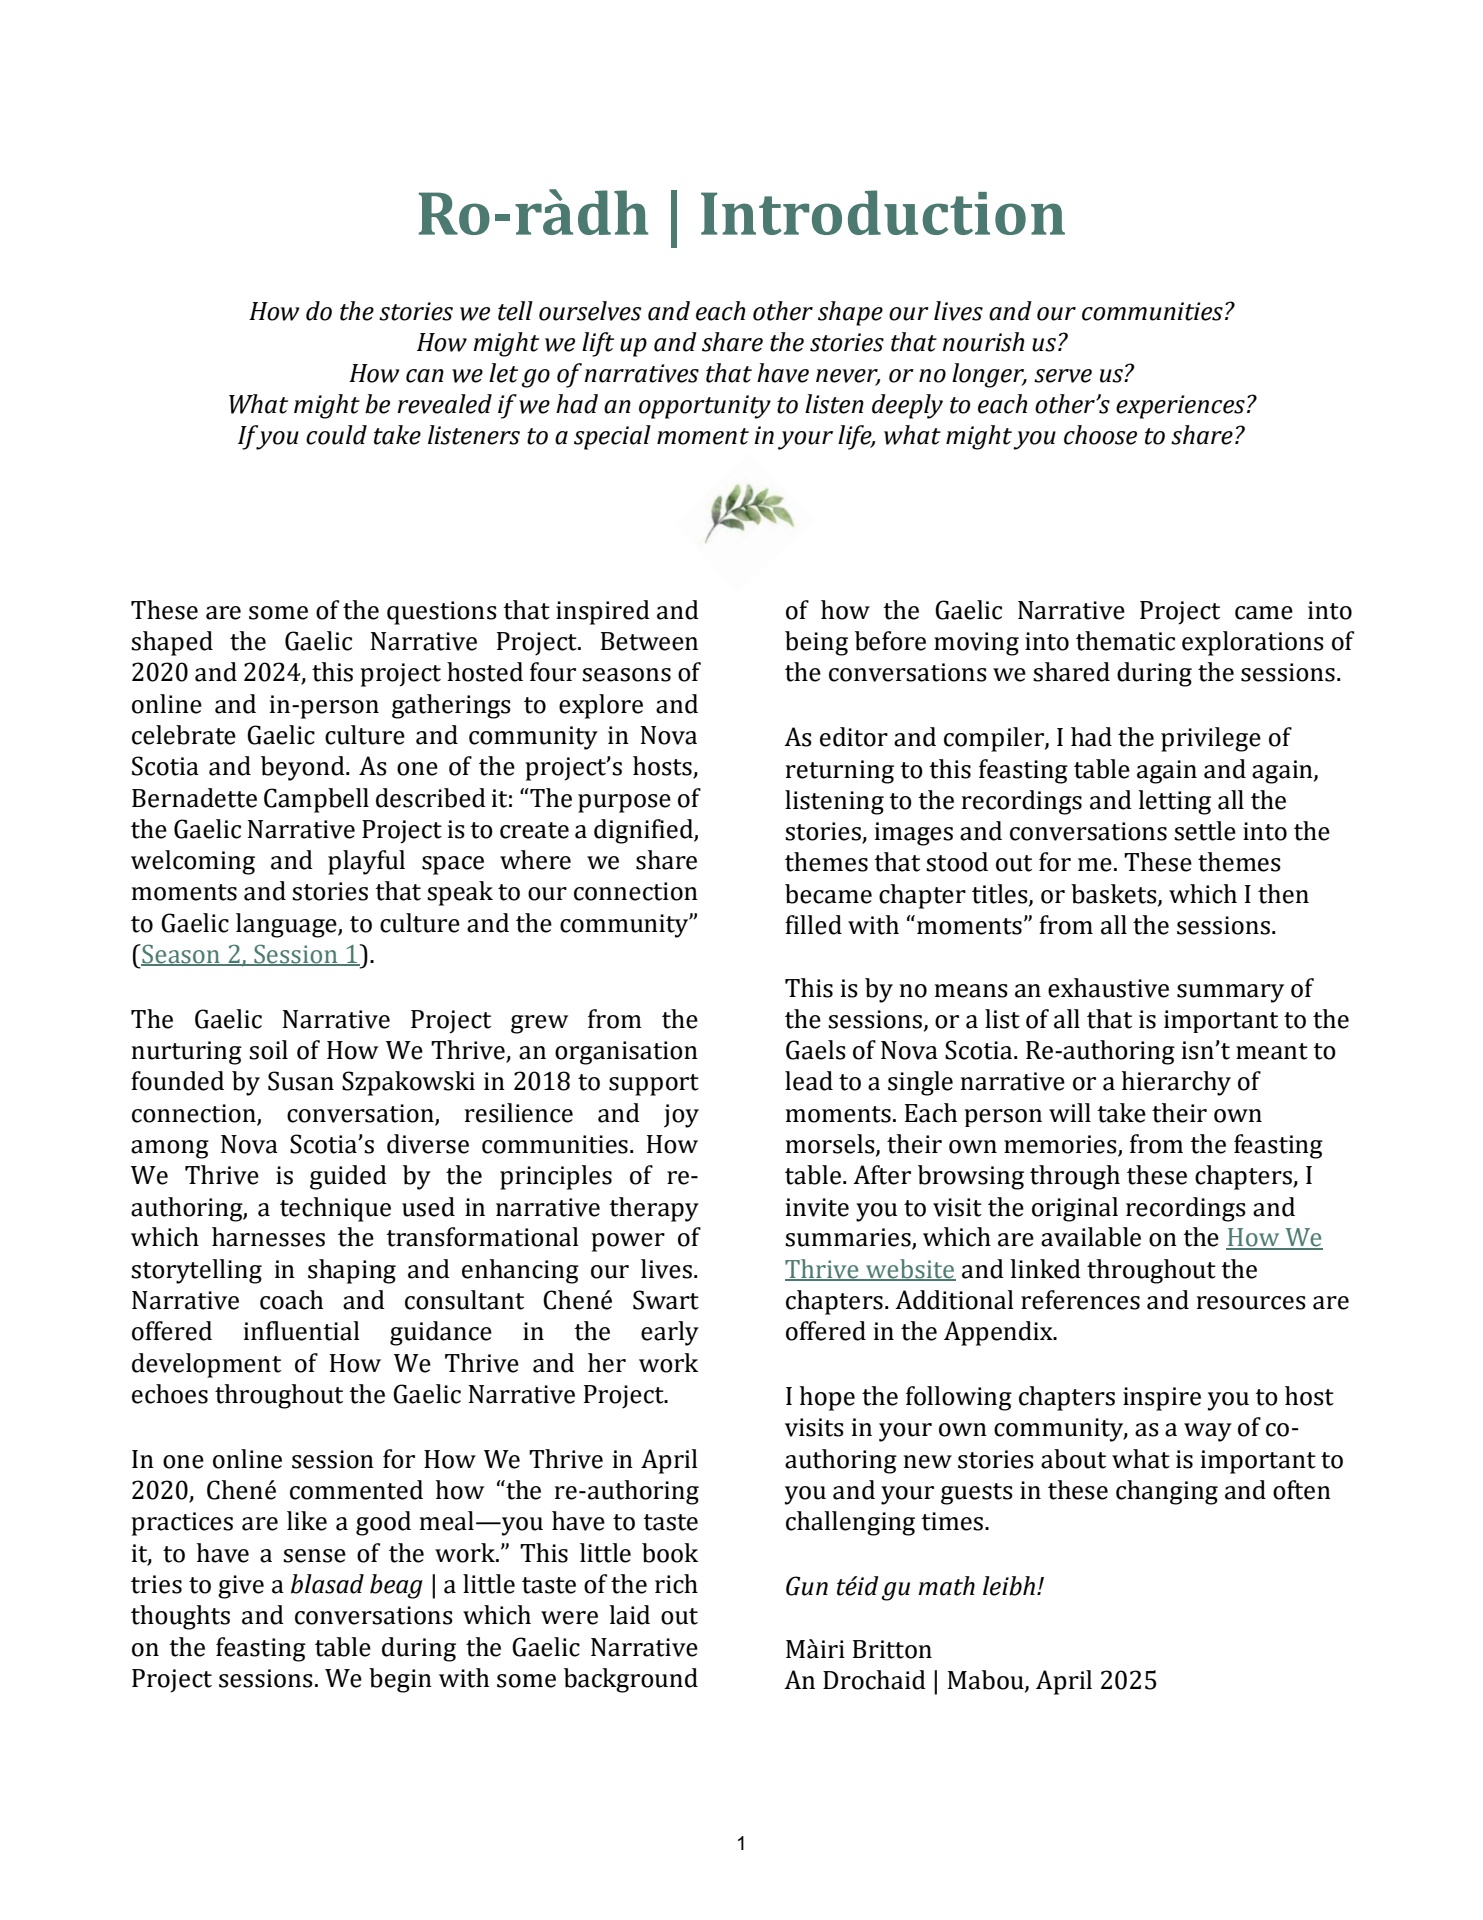 Ro-ràdh | Introduction
How do the stories we tell ourselves and each other shape our lives and our communities?
How might we lift up and share the stories that nourish us?
How can we let go of narratives that have never, or no longer, serve us?
What might be revealed if we had an opportunity to listen deeply to each other’s experiences?
If you could take listeners to a special moment in your life, what might you choose to share?
These are some of the questions that inspired and
shaped the Gaelic Narrative Project. Between
2020 and 2024, this project hosted four seasons of
online and in-person gatherings to explore and
celebrate Gaelic culture and community in Nova
Scotia and beyond. As one of the project’s hosts,
Bernadette Campbell described it: “The purpose of
the Gaelic Narrative Project is to create a dignified,
welcoming and playful space where we share
moments and stories that speak to our connection
to Gaelic language, to culture and the community”
(Season 2, Session 1).
The Gaelic Narrative Project grew from the
nurturing soil of How We Thrive, an organisation
founded by Susan Szpakowski in 2018 to support
connection, conversation, resilience and joy
among Nova Scotia’s diverse communities. How
We Thrive is guided by the principles of re-
authoring, a technique used in narrative therapy
which harnesses the transformational power of
storytelling in shaping and enhancing our lives.
Narrative coach and consultant Chené Swart
offered influential guidance in the early
development of How We Thrive and her work
echoes throughout the Gaelic Narrative Project.
In one online session for How We Thrive in April
2020, Chené commented how “the re-authoring
practices are like a good meal—you have to taste
it, to have a sense of the work.” This little book
tries to give a blasad beag | a little taste of the rich
thoughts and conversations which were laid out
on the feasting table during the Gaelic Narrative
Project sessions. We begin with some background
of how the Gaelic Narrative Project came into
being before moving into thematic explorations of
the conversations we shared during the sessions.
As editor and compiler, I had the privilege of
returning to this feasting table again and again,
listening to the recordings and letting all the
stories, images and conversations settle into the
themes that stood out for me. These themes
became chapter titles, or baskets, which I then
filled with “moments” from all the sessions.
This is by no means an exhaustive summary of
the sessions, or a list of all that is important to the
Gaels of Nova Scotia. Re-authoring isn’t meant to
lead to a single narrative or a hierarchy of
moments. Each person will take their own
morsels, their own memories, from the feasting
table. After browsing through these chapters, I
invite you to visit the original recordings and
summaries, which are available on the How We
Thrive website and linked throughout the
chapters. Additional references and resources are
offered in the Appendix.
I hope the following chapters inspire you to host
visits in your own community, as a way of co-
authoring new stories about what is important to
you and your guests in these changing and often
challenging times.
Gun téid gu math leibh!
Màiri Britton
An Drochaid | Mabou, April 2025
1